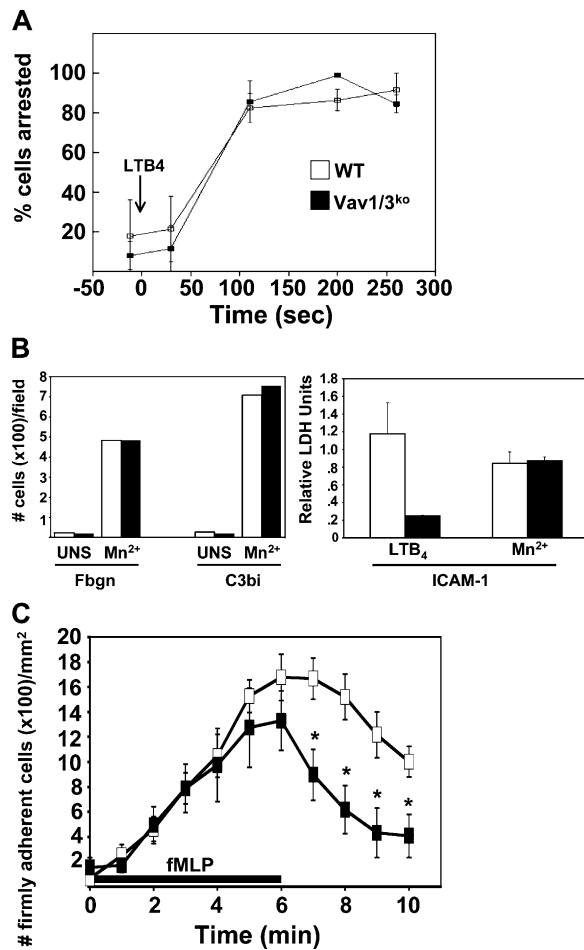 A
% cells arrested
100
80
60
40
20
LTB4
WT
Vav1/3ko
-50 0 50 100 150 200 250 300
Time (sec)
B
# cells (x100)/field
8
7
6
5
4
3
2
1
UNS Mn2+ UNS Mn2+
Fbgn C3bi
Relative LDH Units
1.8
1.6
1.4
1.2
1.0
.8
.6
.4
.2
0
LTB4 Mn2+
ICAM-1
C
# firmly adherent cells (x100)/mm2
20
18
16
14
12
10
8
6
4
2
* * * *
fMLP
0 2 4 6 8 10
Time (min)